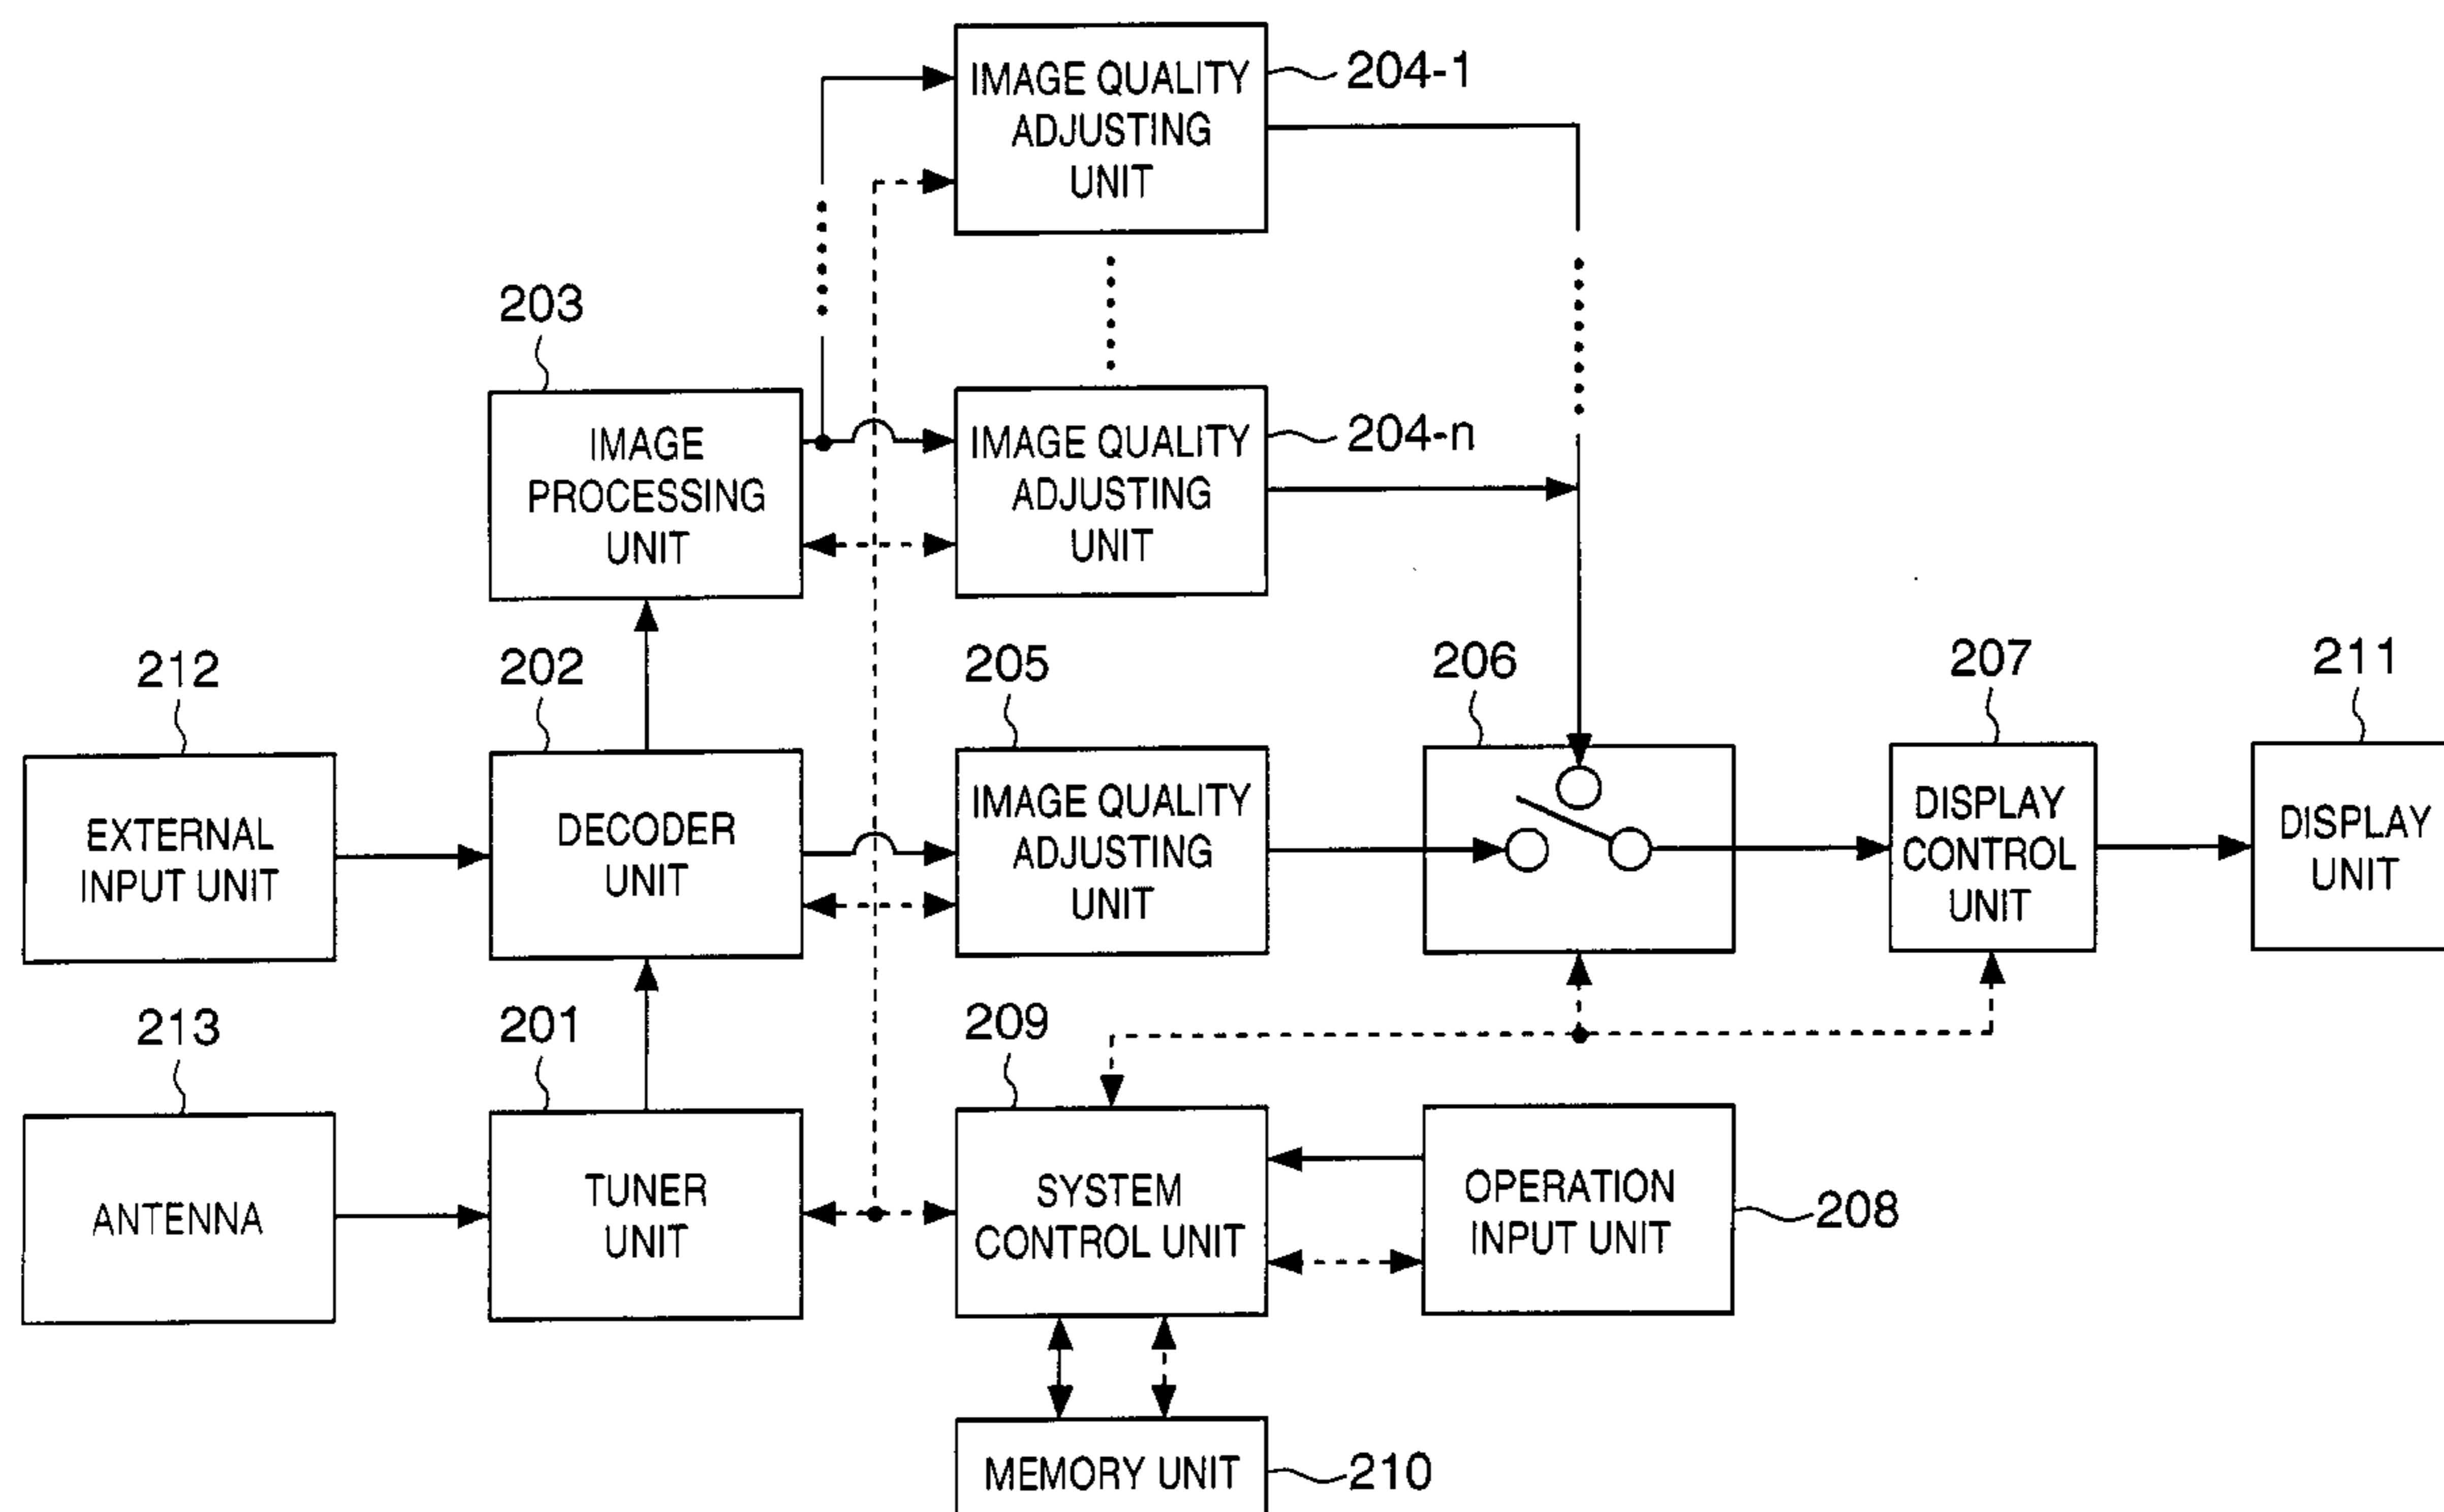 IMAGE QUALITY
ADJUSTING
UNIT
204-1
203
IMAGE
PROCESSING
UNIT
IMAGE QUALITY
ADJUSTING
UNIT
204-n
212
EXTERNAL
INPUT UNIT
202
DECODER
UNIT
205
IMAGE QUALITY
ADJUSTING
UNIT
206
207
DISPLAY
CONTROL
UNIT
211
DISPLAY
UNIT
213
ANTENNA
201
TUNER
UNIT
209
SYSTEM
CONTROL UNIT
OPERATION
INPUT UNIT
208
MEMORY UNIT
210